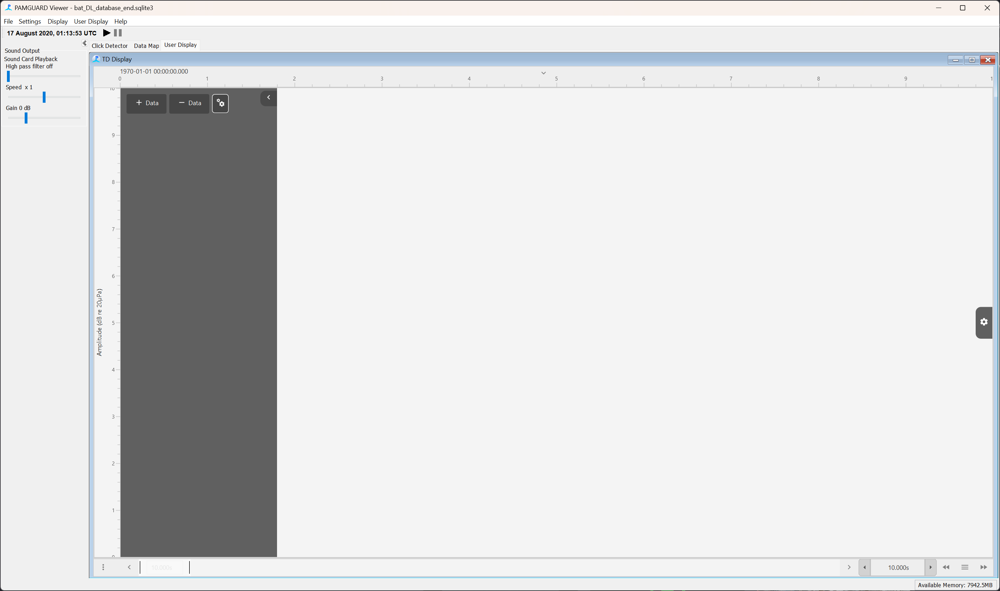 PAMGUARD Viewer - bat_DL_database_end.sqlite3
File Settings Display User Display Help
17 August 2020, 01:13:53 UTC
Click Detector Data Map User Display
Sound Output
Sound Card Playback
High pass filter off
Speed x 1
Gain 0 dB
TD Display
1970-01-01 00:00:00.000
0 1 2 3 4 5 6 7 8 9 1
10
+ Data − Data
9
8
7
6
5
4
3
2
1
0
Amplitude (dB re 20µPa)
10.000s
10.000s
Available Memory: 7942.5MB